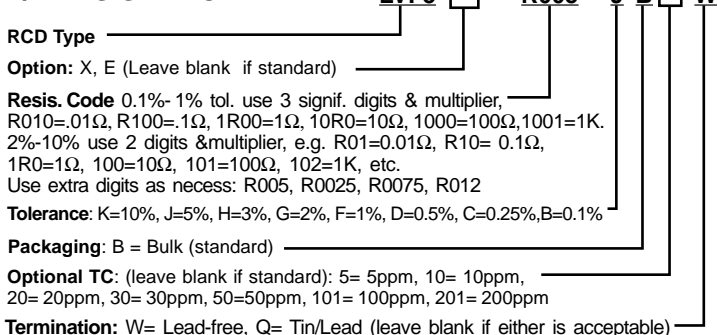 RCD Type
Option: X, E (Leave blank if standard)
Resis. Code 0.1%- 1% tol. use 3 signif. digits & multiplier,
R010=.01Ω, R100=.1Ω, 1R00=1Ω, 10R0=10Ω, 1000=100Ω,1001=1K.
2%-10% use 2 digits &multiplier, e.g. R01=0.01Ω, R10= 0.1Ω,
1R0=1Ω, 100=10Ω, 101=100Ω, 102=1K, etc.
Use extra digits as necess: R005, R0025, R0075, R012
Tolerance: K=10%, J=5%, H=3%, G=2%, F=1%, D=0.5%, C=0.25%,B=0.1%
Packaging: B = Bulk (standard)
Optional TC: (leave blank if standard): 5= 5ppm, 10= 10ppm,
20= 20ppm, 30= 30ppm, 50=50ppm, 101= 100ppm, 201= 200ppm
Termination: W= Lead-free, Q= Tin/Lead (leave blank if either is acceptable)